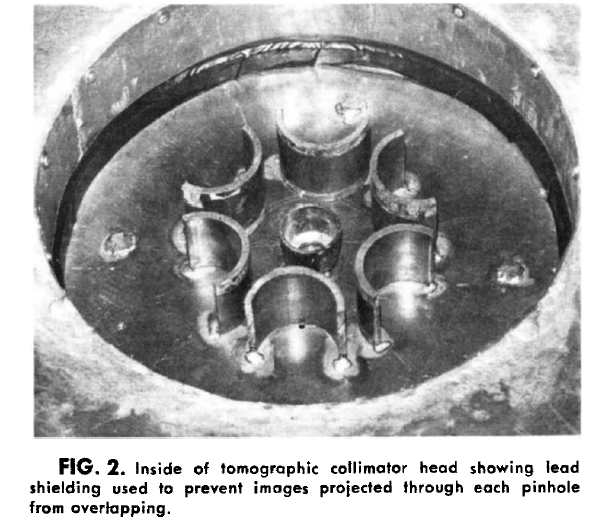 FIG. 2. Inside of tomographic collimator head showing lead
shielding used to prevent images projected through each pinhole
from overlapping.